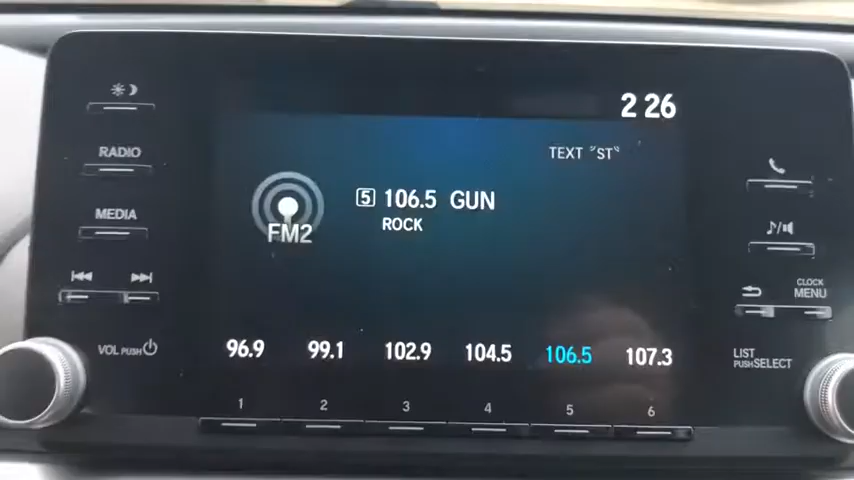 2 26
RADIO
TEXT "ST"
5 106.5 GUN
ROCK
MEDIA
FM2
CLOCK
MENU
VOL PUSH
96.9 99.1 102.9 104.5 106.5 107.3
LIST
PUSH SELECT
1 2 3 4 5 6